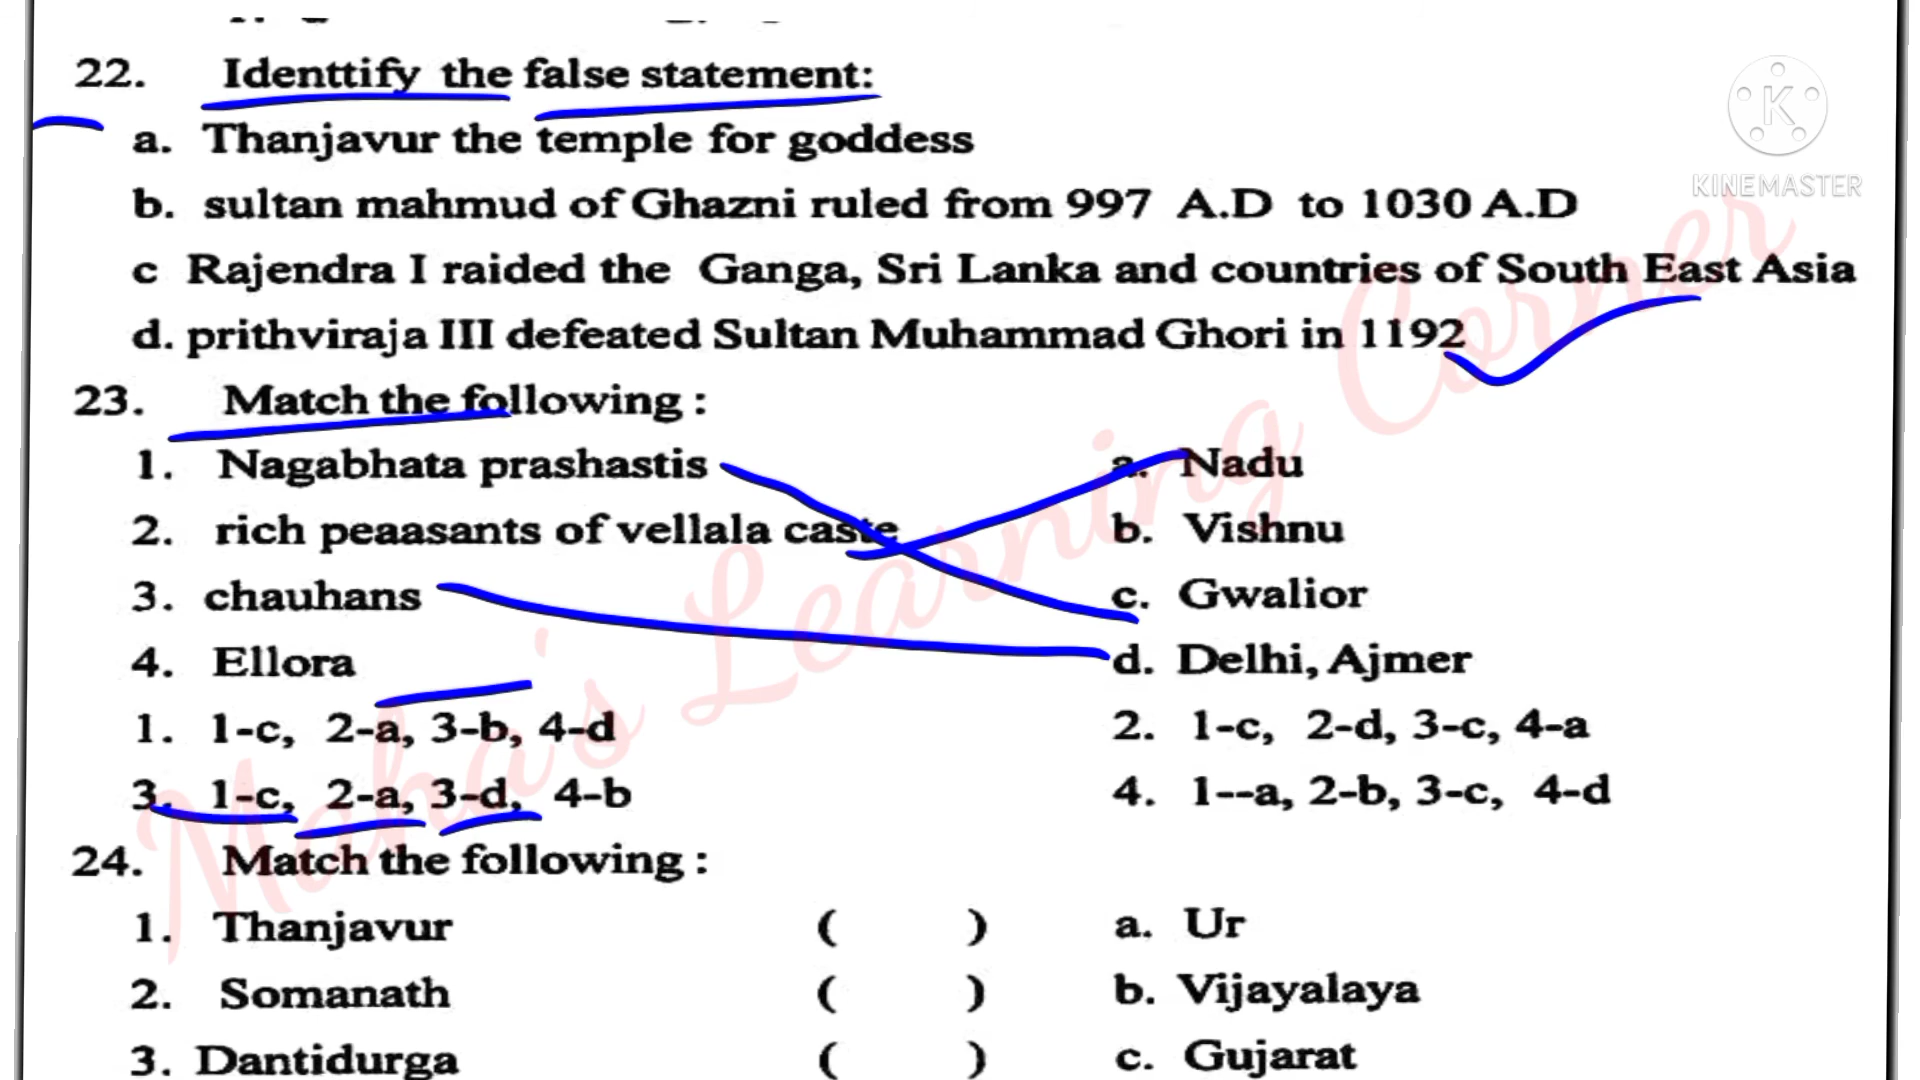 22. Identtify the false statement:
a. Thanjavur the temple for goddess
b. sultan mahmud of Ghazni ruled from 997 A.D to 1030 A.D
c Rajendra I raided the Ganga, Sri Lanka and countries of South East Asia
d. prithviraja III defeated Sultan Muhammad Ghori in 1192
23. Match the following :
1. Nagabhata prashastis a. Nadu
2. rich peaasants of vellala caste b. Vishnu
3. chauhans c. Gwalior
4. Ellora d. Delhi, Ajmer
1. 1-c, 2-a, 3-b, 4-d 2. 1-c, 2-d, 3-c, 4-a
3. 1-c, 2-a, 3-d, 4-b 4. 1--a, 2-b, 3-c, 4-d
24. Match the following :
1. Thanjavur ( ) a. Ur
2. Somanath ( ) b. Vijayalaya
3. Dantidurga ( ) c. Gujarat
K
KINEMASTER
Maha's Learning Corner